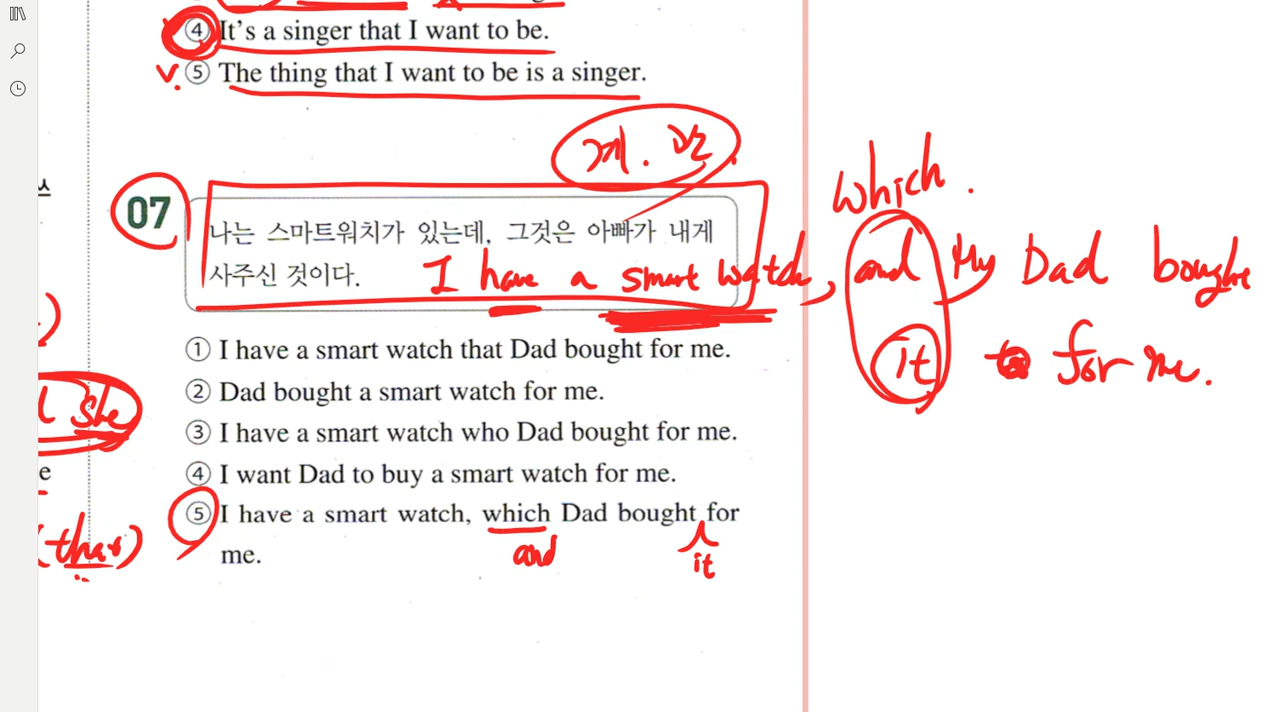 ④ It's a singer that I want to be.
v. ⑤ The thing that I want to be is a singer.
계.
which.
07
나는 스마트워치가 있는데, 그것은 아빠가 내게
사주신 것이다.
I have a smart watch, and My Dad bought
it for me.
① I have a smart watch that Dad bought for me.
② Dad bought a smart watch for me.
she
③ I have a smart watch who Dad bought for me.
④ I want Dad to buy a smart watch for me.
e
⑤ I have a smart watch, which Dad bought for
me.
and
it
(that)